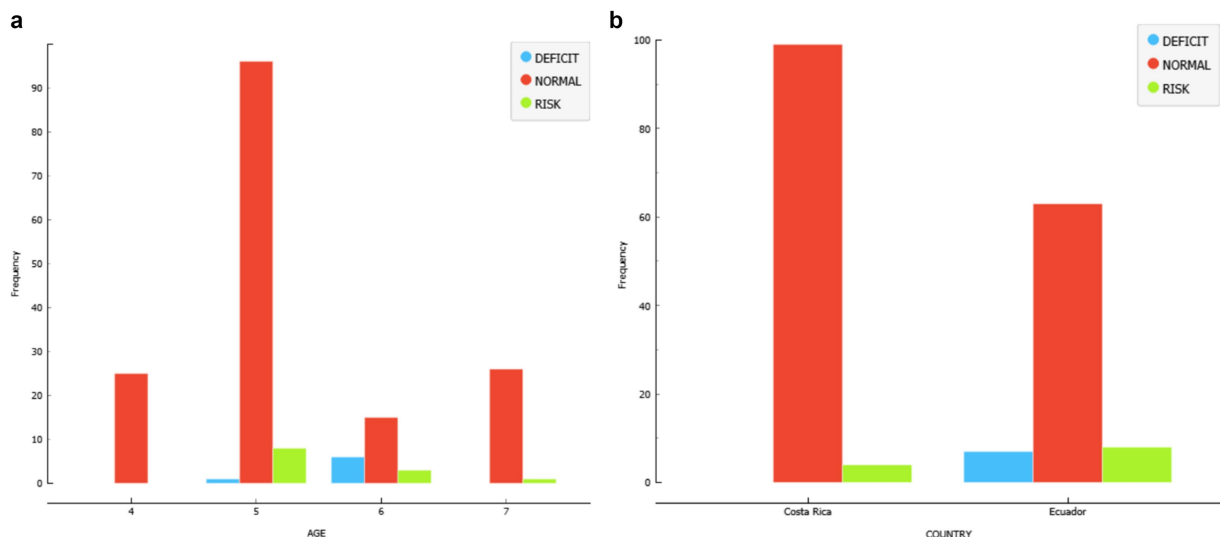 a
DEFICIT
NORMAL
RISK
90
80
70
60
50
40
30
20
10
0
Frequency
4 5 6 7
AGE
b
DEFICIT
NORMAL
RISK
100
80
60
40
20
0
Frequency
Costa Rica Ecuador
COUNTRY